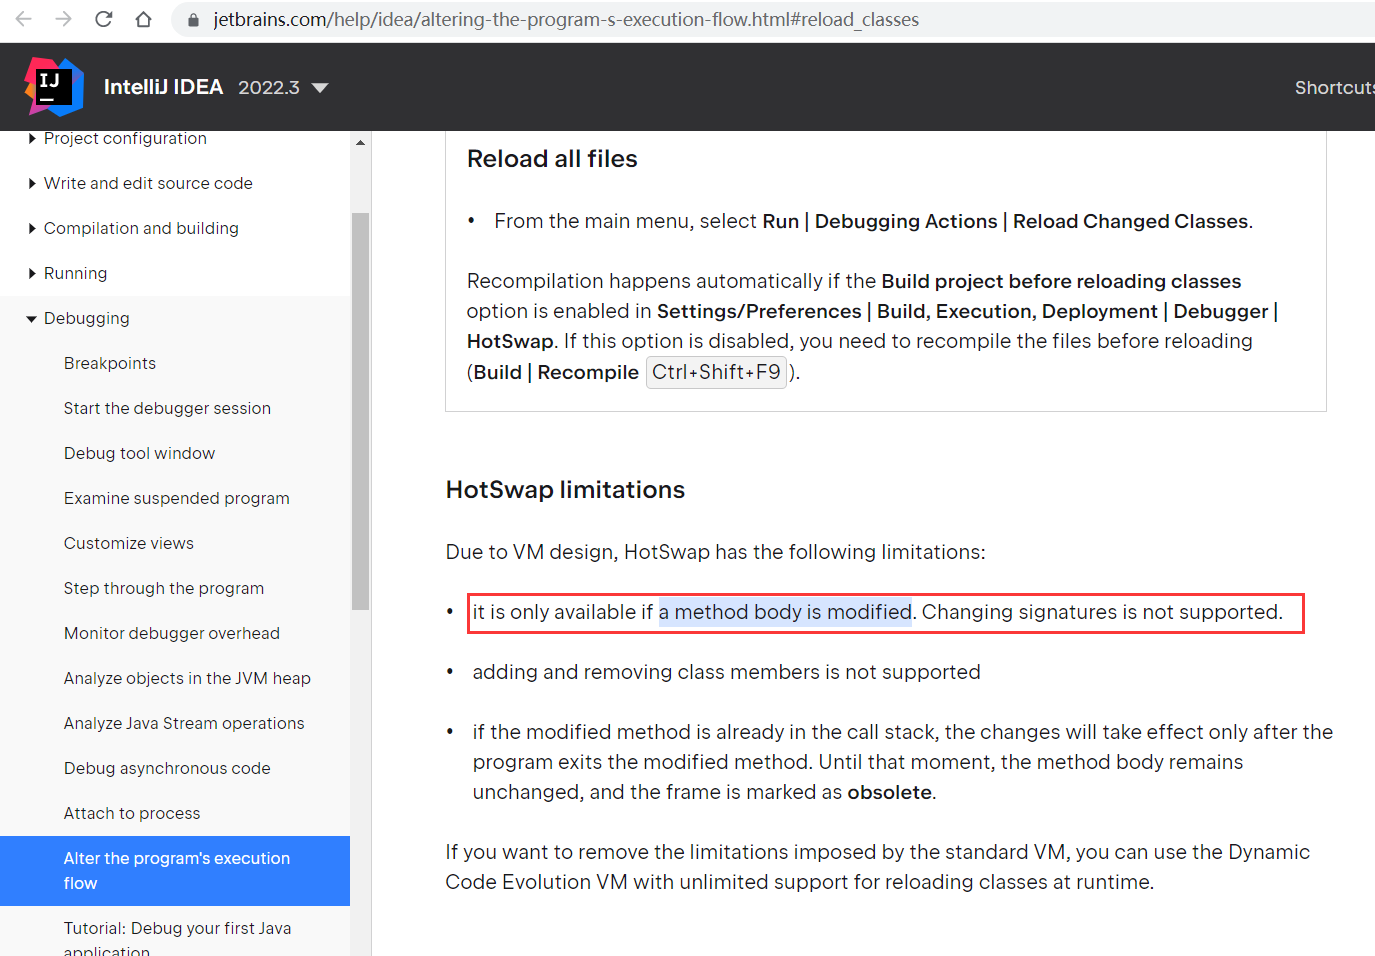 jetbrains.com/help/idea/altering-the-program-s-execution-flow.html#reload_classes
IJ
IntelliJ IDEA 2022.3
Shortcuts
Project configuration
Write and edit source code
Compilation and building
Running
Debugging
Breakpoints
Start the debugger session
Debug tool window
Examine suspended program
Customize views
Step through the program
Monitor debugger overhead
Analyze objects in the JVM heap
Analyze Java Stream operations
Debug asynchronous code
Attach to process
Alter the program's execution
flow
Tutorial: Debug your first Java
application
Reload all files
• From the main menu, select Run | Debugging Actions | Reload Changed Classes.
Recompilation happens automatically if the Build project before reloading classes
option is enabled in Settings/Preferences | Build, Execution, Deployment | Debugger |
HotSwap. If this option is disabled, you need to recompile the files before reloading
(Build | Recompile Ctrl+Shift+F9 ).
HotSwap limitations
Due to VM design, HotSwap has the following limitations:
• it is only available if a method body is modified. Changing signatures is not supported.
• adding and removing class members is not supported
• if the modified method is already in the call stack, the changes will take effect only after the
program exits the modified method. Until that moment, the method body remains
unchanged, and the frame is marked as obsolete.
If you want to remove the limitations imposed by the standard VM, you can use the Dynamic
Code Evolution VM with unlimited support for reloading classes at runtime.